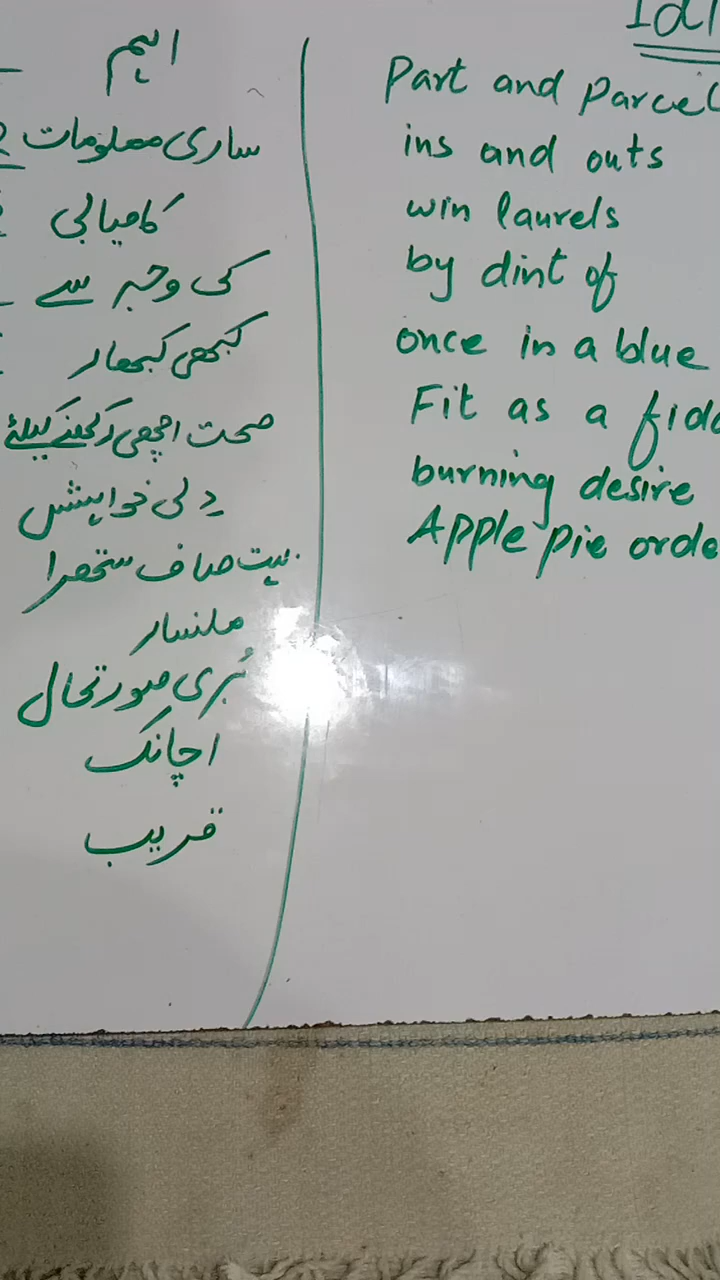 اہم
ساری معلومات
کامیابی
کی وجہ سے
کبھی کبھار
صحت اچھی رکھنے کیلئے
دلی خواہش
بہت صاف ستھرا
ملنسار
بُری صورتحال
اچانک
قریب
Idi
Part and Parcel
ins and outs
win laurels
by dint of
once in a blue
Fit as a fidd
burning desire
Apple pie orde